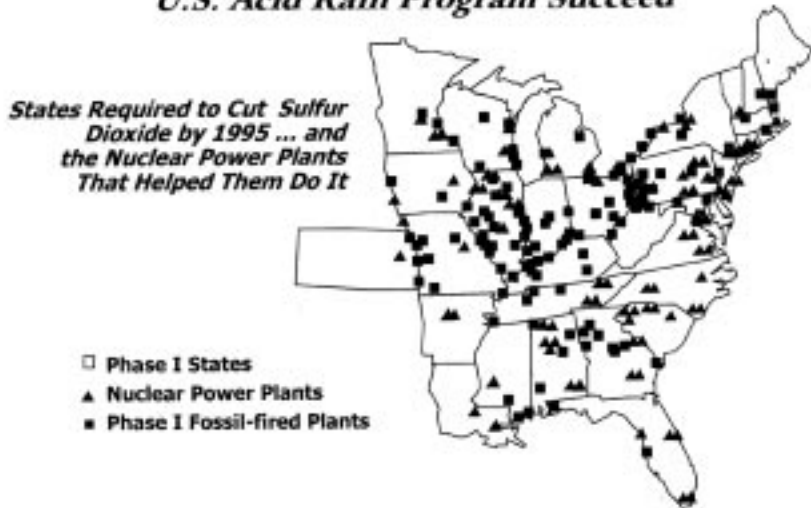 U.S. Acid Rain Program Succeed
States Required to Cut Sulfur
Dioxide by 1995 ... and
the Nuclear Power Plants
That Helped Them Do It
Phase I States
Nuclear Power Plants
Phase I Fossil-fired Plants